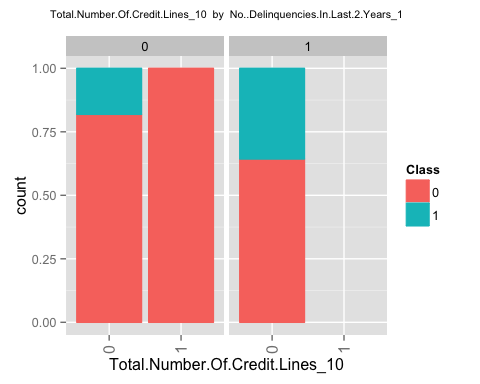 Total.Number.Of.Credit.Lines_10 by No..Delinquencies.In.Last.2.Years_1
0 1
1.00
0.75
0.50
0.25
0.00
count
0 1 0 1
Total.Number.Of.Credit.Lines_10
Class
0
1